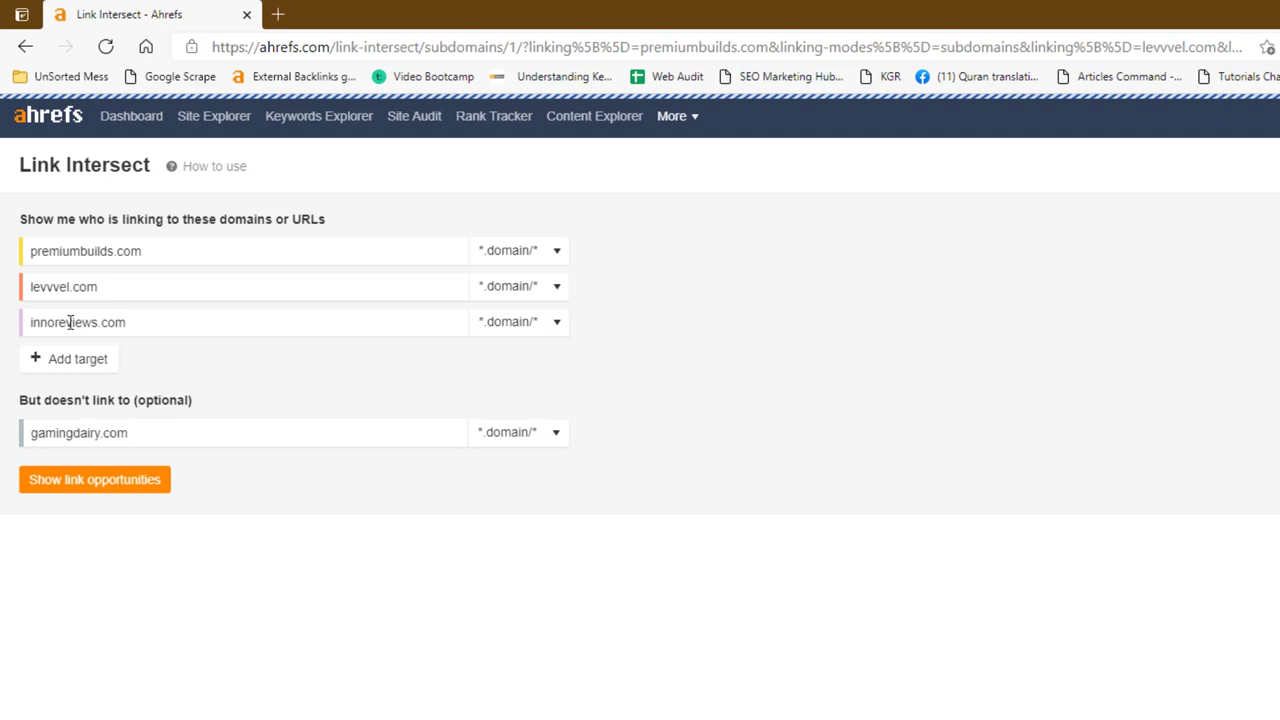 Link Intersect - Ahrefs
https://ahrefs.com/link-intersect/subdomains/1/?linking%5B%5D=premiumbuilds.com&linking-modes%5B%5D=subdomains&linking%5B%5D=levvvel.com&l...
UnSorted Mess Google Scrape External Backlinks g... Video Bootcamp Understanding Ke... Web Audit SEO Marketing Hub... KGR (11) Quran translati... Articles Command -... Tutorials Cha
ahrefs Dashboard Site Explorer Keywords Explorer Site Audit Rank Tracker Content Explorer More
Link Intersect ? How to use
Show me who is linking to these domains or URLs
premiumbuilds.com *.domain/*
levvvel.com *.domain/*
innoreviews.com *.domain/*
+ Add target
But doesn't link to (optional)
gamingdairy.com *.domain/*
Show link opportunities